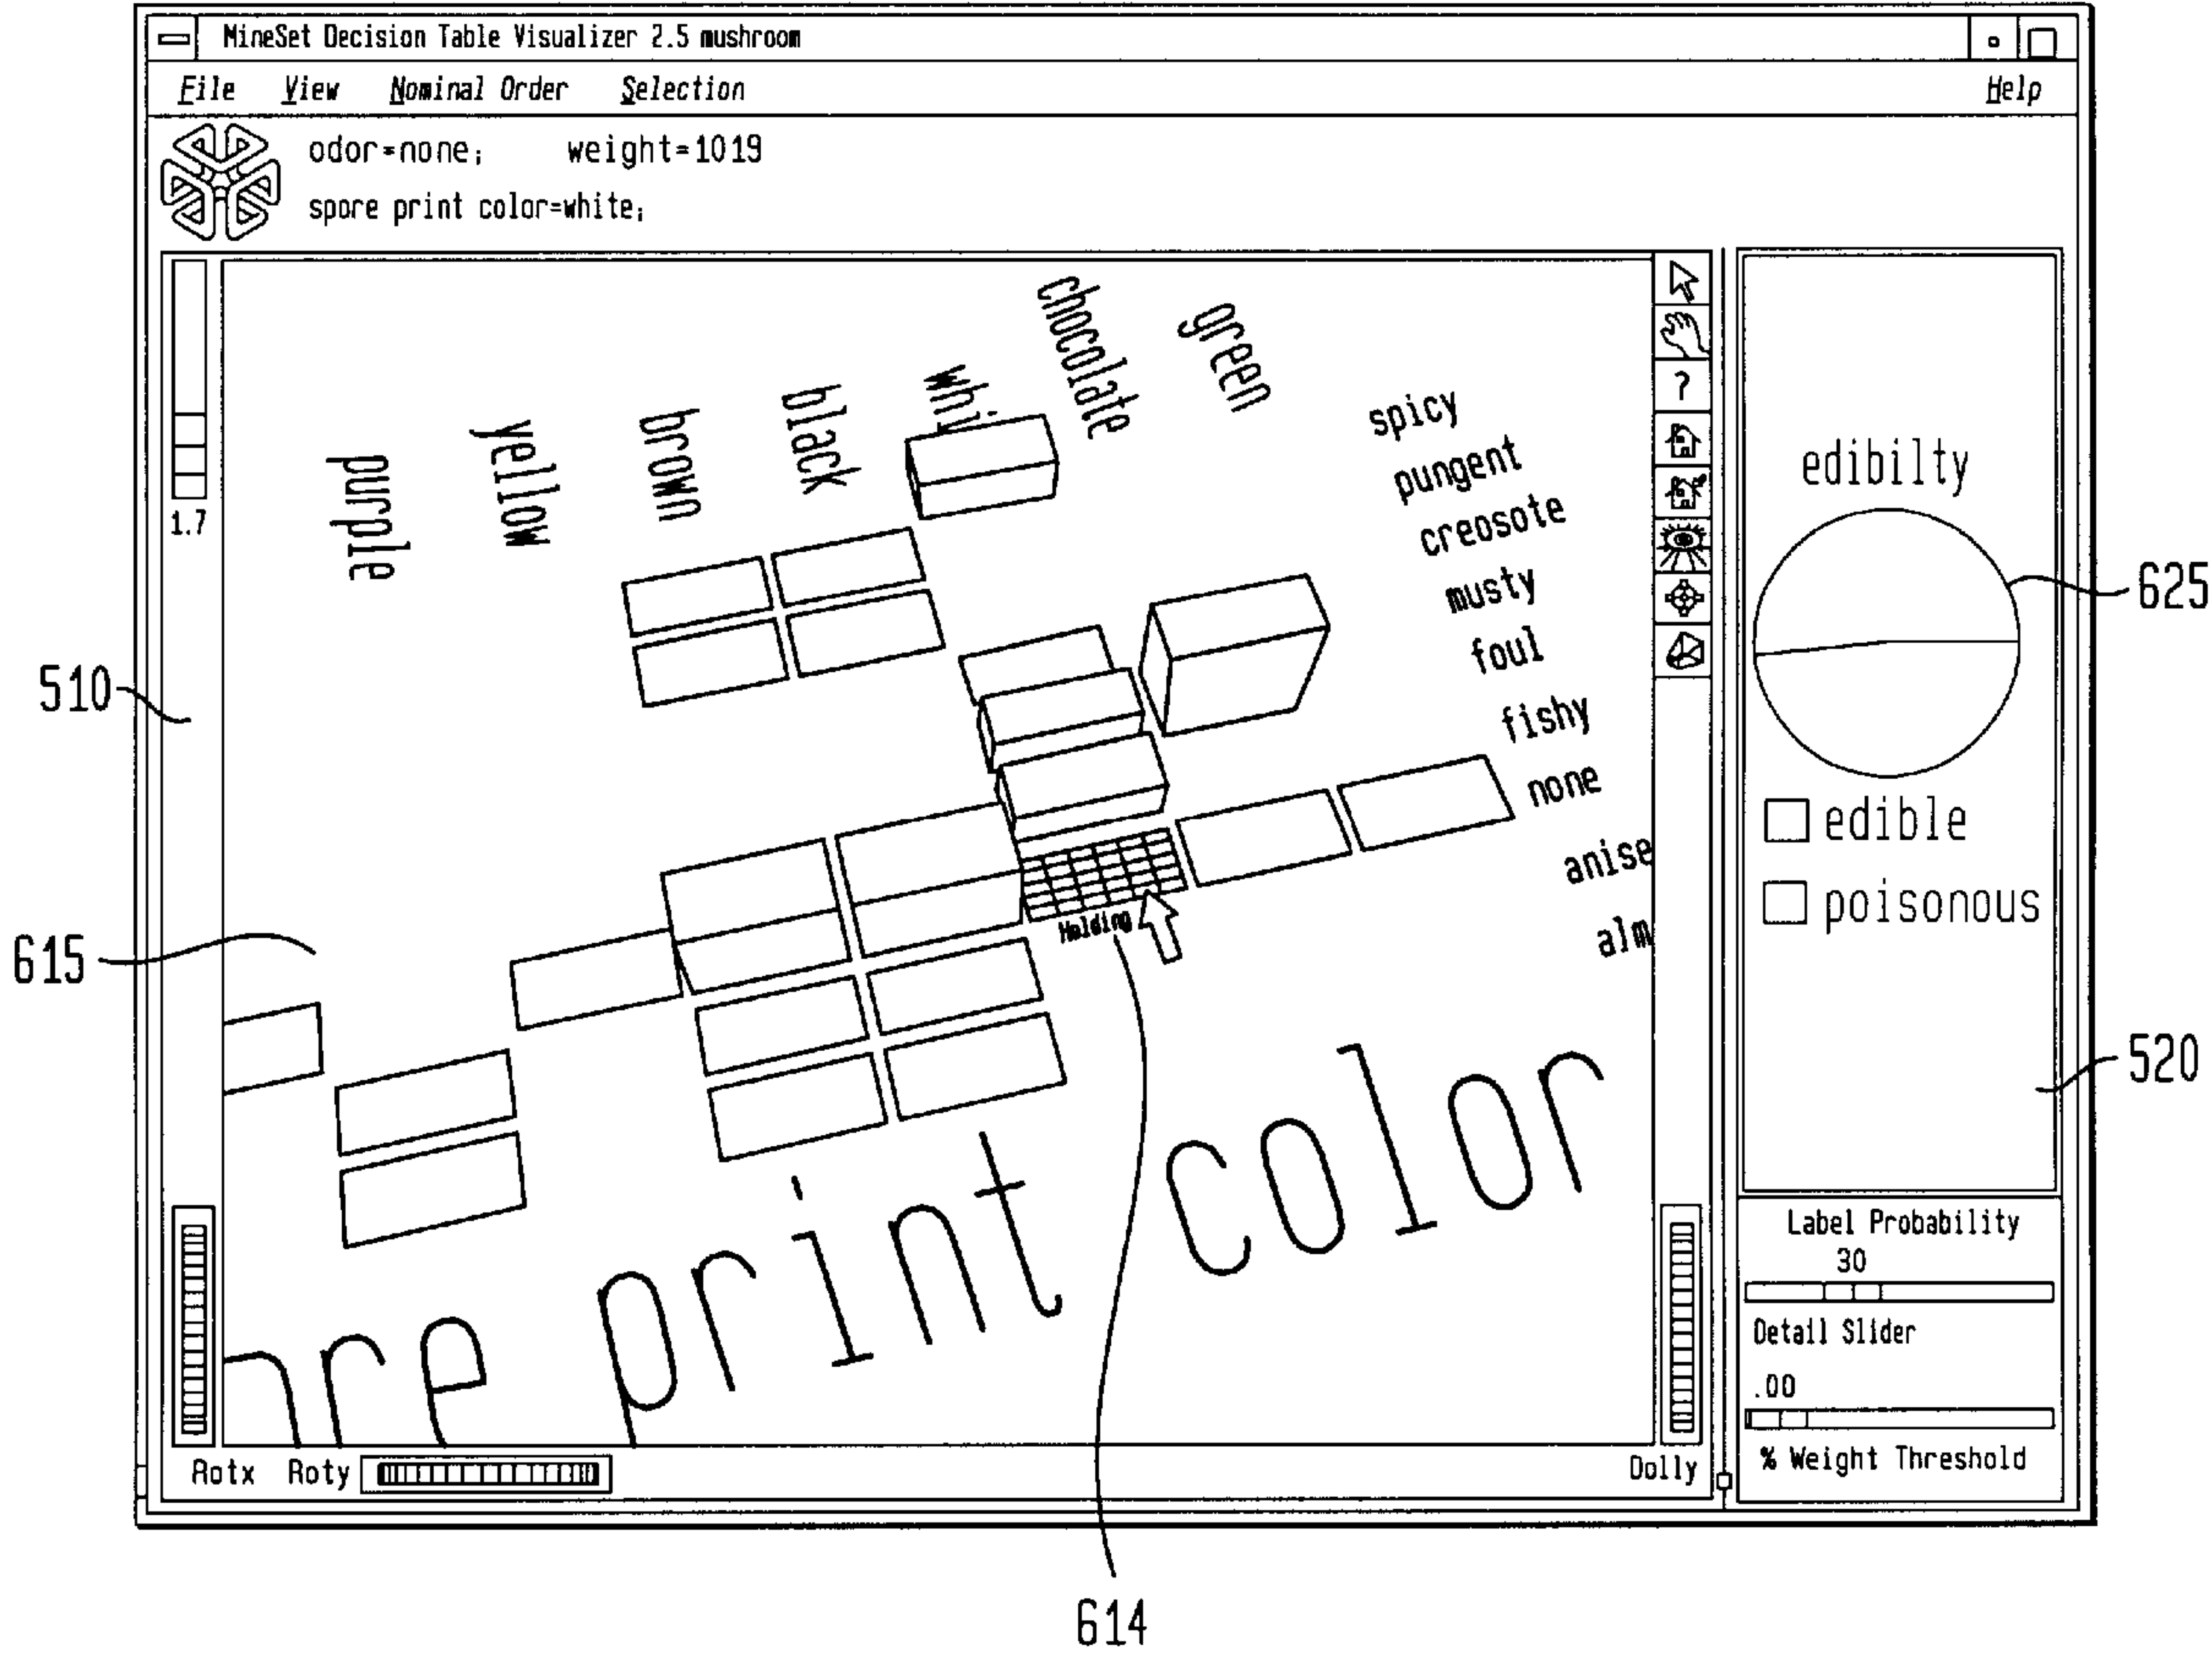 MineSet Decision Table Visualizer 2.5 mushroom
File View Nominal Order Selection Help
odor=none; weight=1019
spore print color=white;
1.7
purple
yellow
brown
black
whi
chocolate
green
spicy
pungent
creosote
musty
foul
fishy
none
anise
alm
Holding
ore print color
?
edibilty
edible
poisonous
Label Probability
30
Detail Slider
.00
% Weight Threshold
Rotx Roty Dolly
510
615
614
625
520